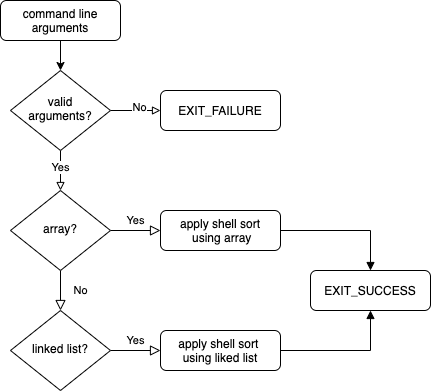 command line
arguments
valid
arguments?
No
EXIT_FAILURE
Yes
array?
Yes
apply shell sort
using array
No
EXIT_SUCCESS
linked list?
Yes
apply shell sort
using liked list